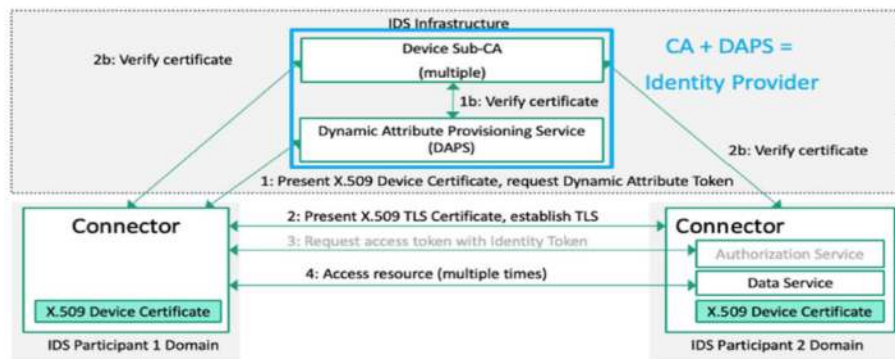 IDS Infrastructure
Device Sub-CA
(multiple)
CA + DAPS =
Identity Provider
2b: Verify certificate
1b: Verify certificate
Dynamic Attribute Provisioning Service
(DAPS)
2b: Verify certificate
1: Present X.509 Device Certificate, request Dynamic Attribute Token
Connector
2: Present X.509 TLS Certificate, establish TLS
Connector
3: Request access token with Identity Token
Authorization Service
4: Access resource (multiple times)
Data Service
X.509 Device Certificate
X.509 Device Certificate
IDS Participant 1 Domain
IDS Participant 2 Domain